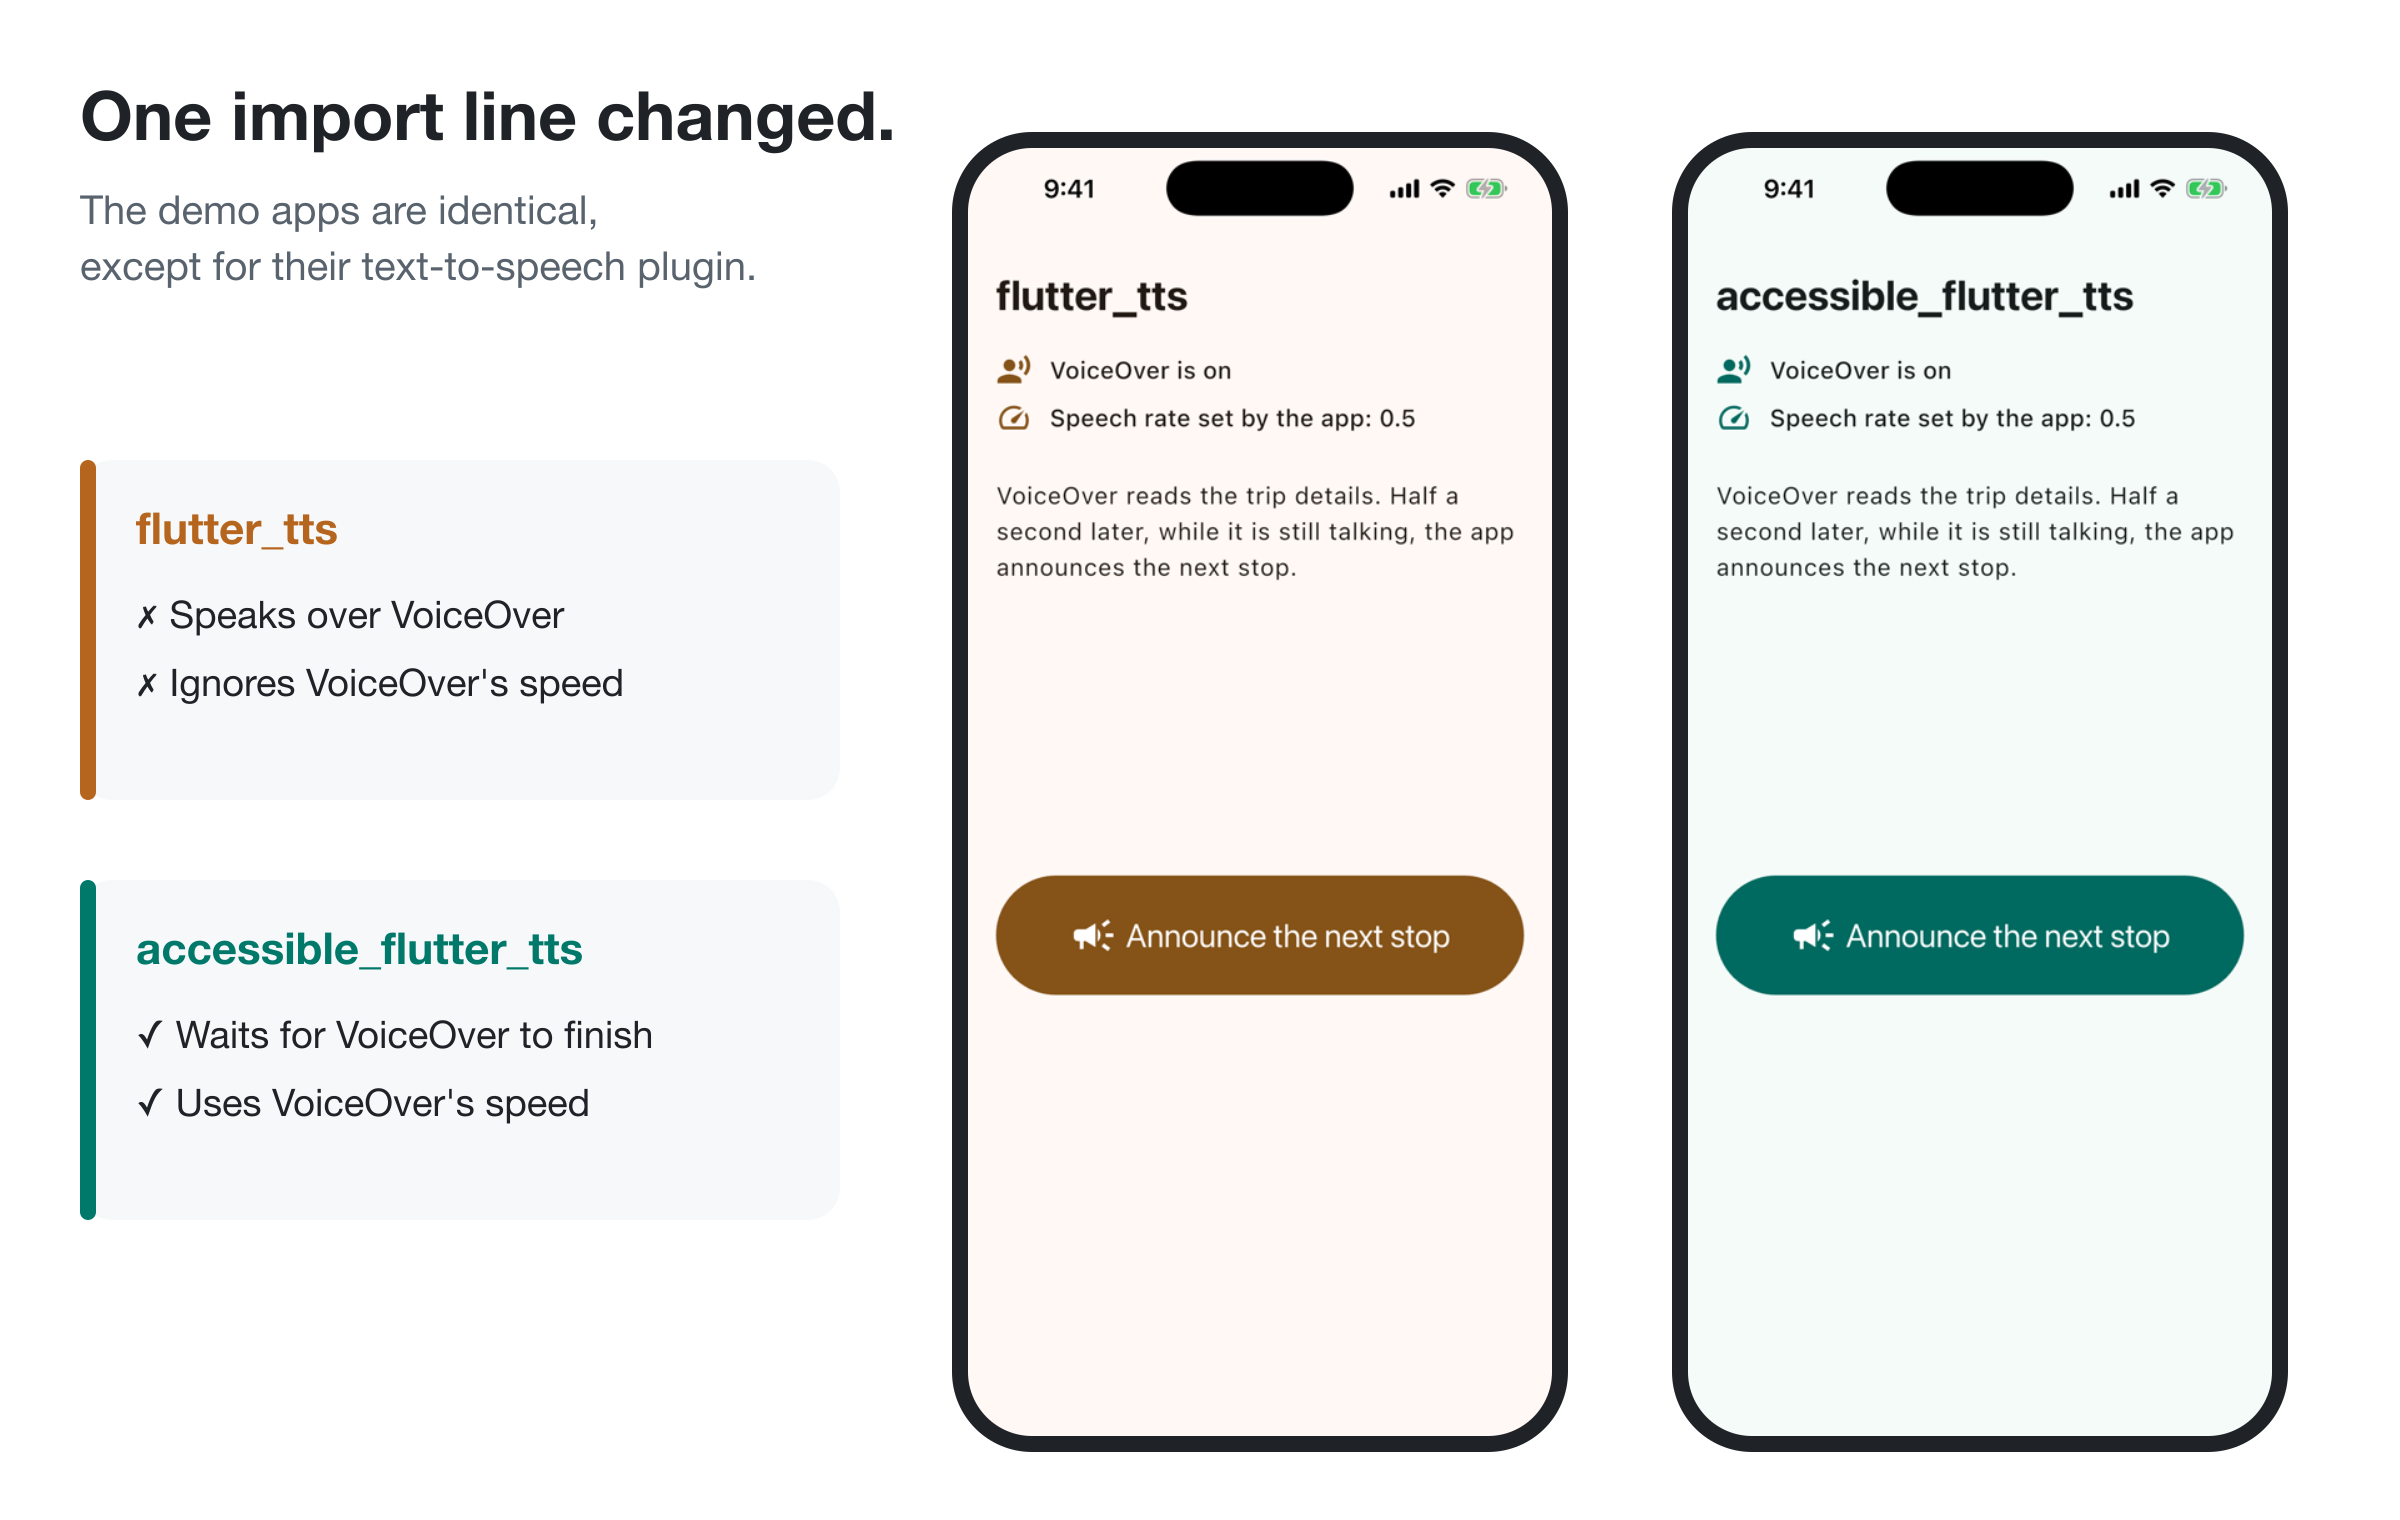 One import line changed.
The demo apps are identical,
except for their text-to-speech plugin.
flutter_tts
✗ Speaks over VoiceOver
✗ Ignores VoiceOver's speed
accessible_flutter_tts
✓ Waits for VoiceOver to finish
✓ Uses VoiceOver's speed
9:41
flutter_tts
VoiceOver is on
Speech rate set by the app: 0.5
VoiceOver reads the trip details. Half a
second later, while it is still talking, the app
announces the next stop.
Announce the next stop
9:41
accessible_flutter_tts
VoiceOver is on
Speech rate set by the app: 0.5
VoiceOver reads the trip details. Half a
second later, while it is still talking, the app
announces the next stop.
Announce the next stop